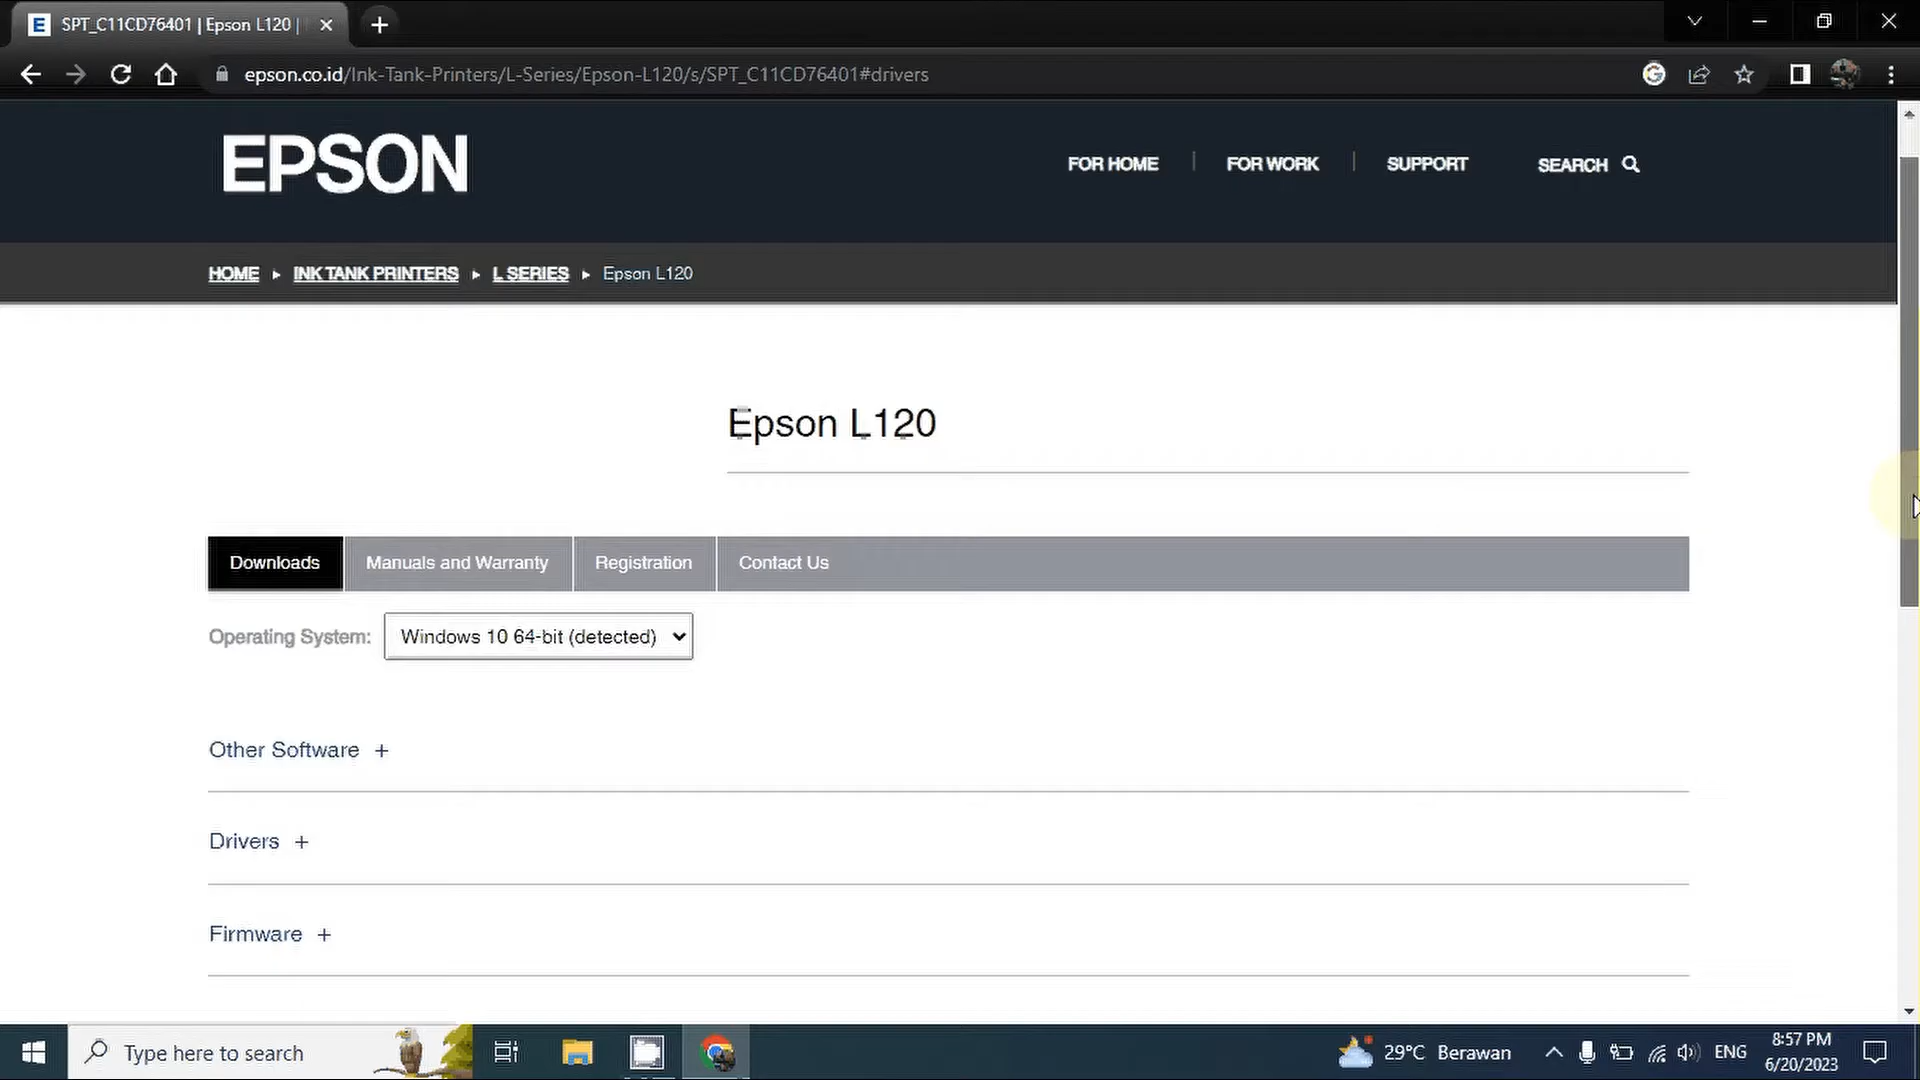 SPT_C11CD76401 | Epson L120 |
epson.co.id/Ink-Tank-Printers/L-Series/Epson-L120/s/SPT_C11CD76401#drivers
EPSON
FOR HOME
FOR WORK
SUPPORT
SEARCH
HOME ▸ INK TANK PRINTERS ▸ L SERIES ▸ Epson L120
Epson L120
Downloads
Manuals and Warranty
Registration
Contact Us
Operating System: Windows 10 64-bit (detected)
Other Software +
Drivers +
Firmware +
Type here to search
29°C Berawan
ENG
8:57 PM
6/20/2023